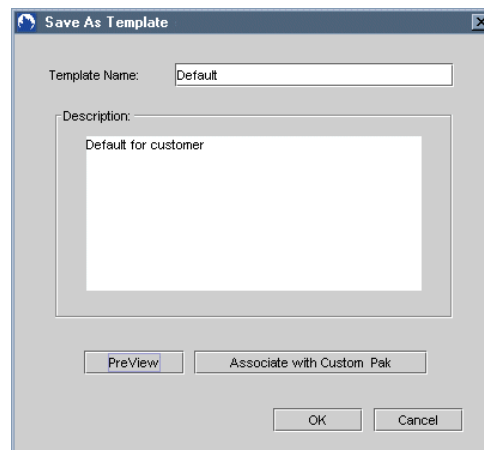 Save As Template
Template Name: Default
Description:
Default for customer
PreView Associate with Custom Pak
OK Cancel